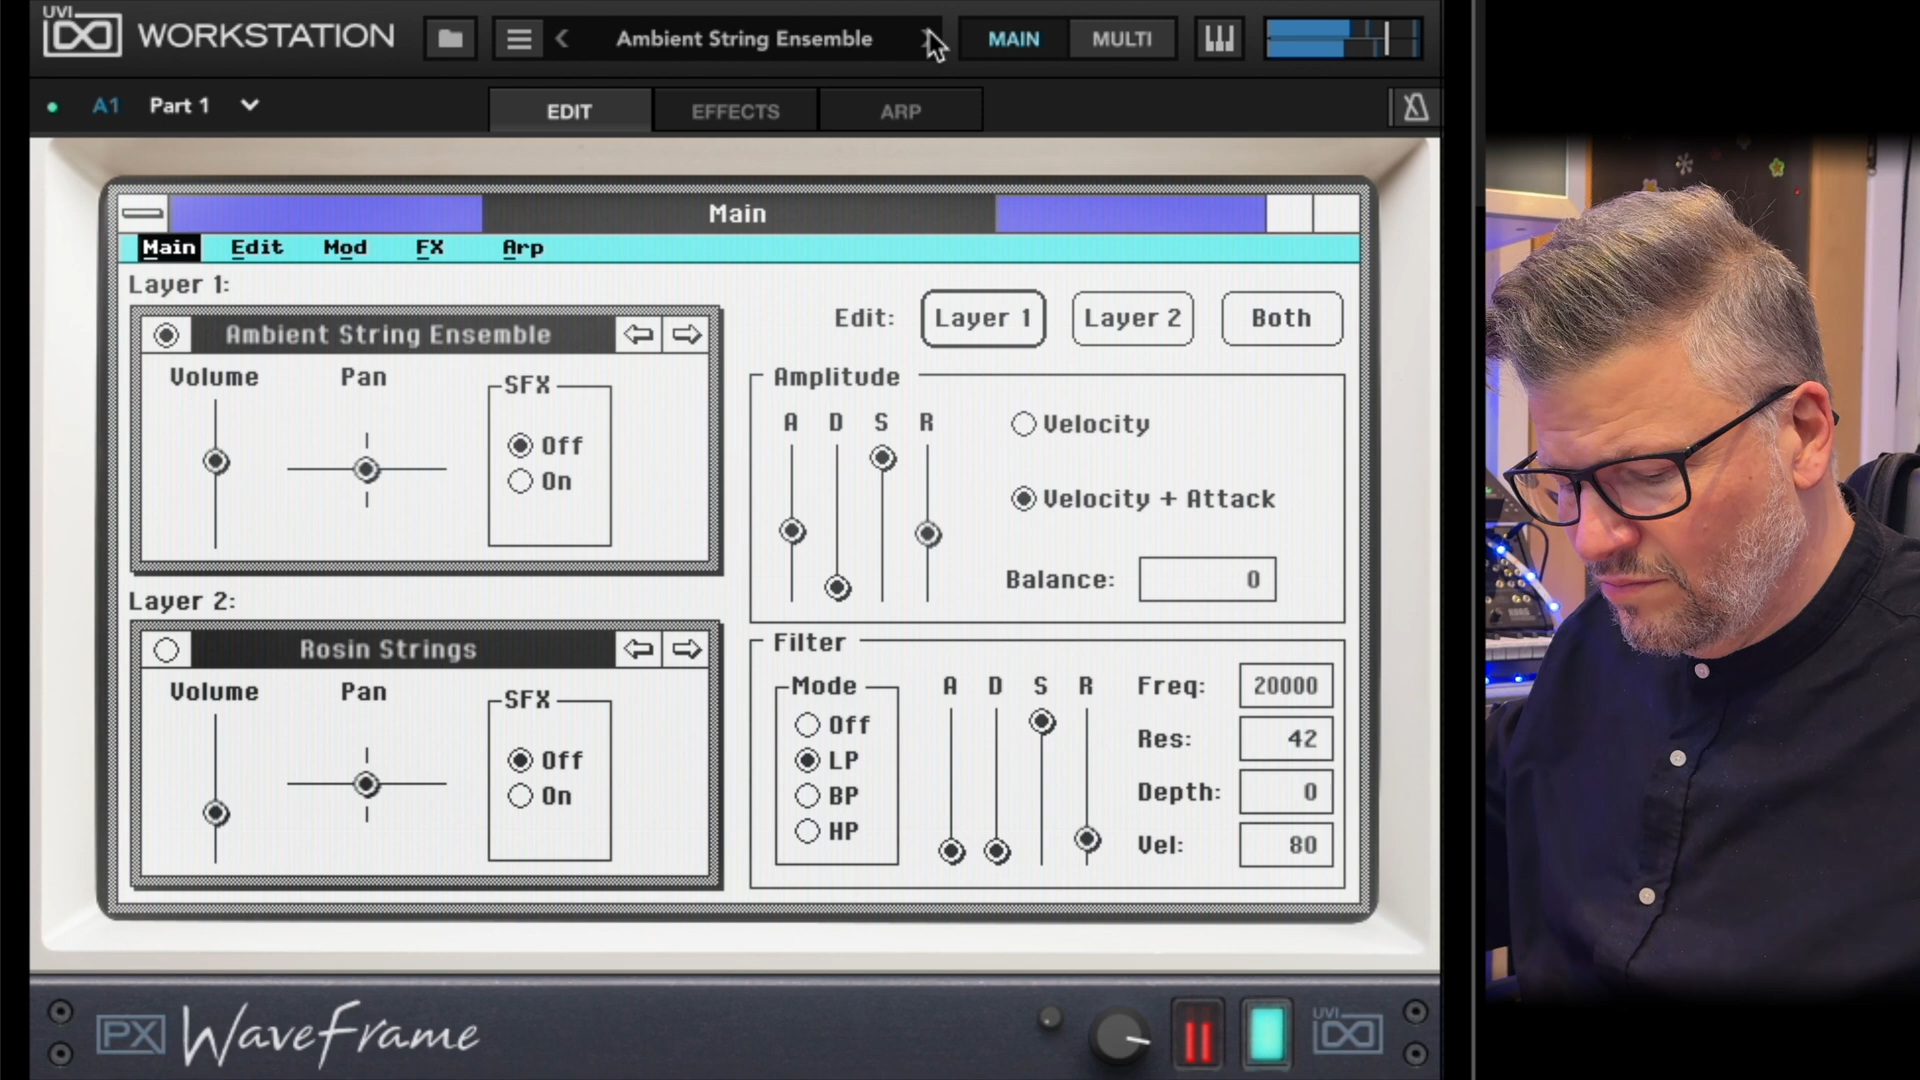 UVI WORKSTATION
Ambient String Ensemble
MAIN MULTI
A1 Part 1
EDIT EFFECTS ARP
Main
Main Edit Mod FX Arp
Layer 1:
Ambient String Ensemble
Volume Pan SFX
Off
On
Layer 2:
Rosin Strings
Volume Pan SFX
Off
On
Edit: Layer 1 Layer 2 Both
Amplitude
A D S R
Velocity
Velocity + Attack
Balance: 0
Filter
Mode
Off
LP
BP
HP
A D S R
Freq: 20000
Res: 42
Depth: 0
Vel: 80
PX WaveFrame
UVI